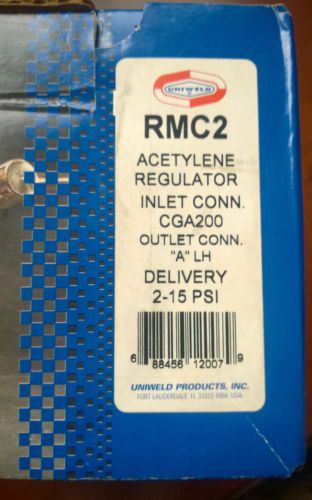 UNIWELD
RMC2
ACETYLENE
REGULATOR
INLET CONN.
CGA200
OUTLET CONN.
"A" LH
DELIVERY
2-15 PSI
6 88456 12007 9
UNIWELD PRODUCTS, INC.
FORT LAUDERDALE FL 33312 4994, USA